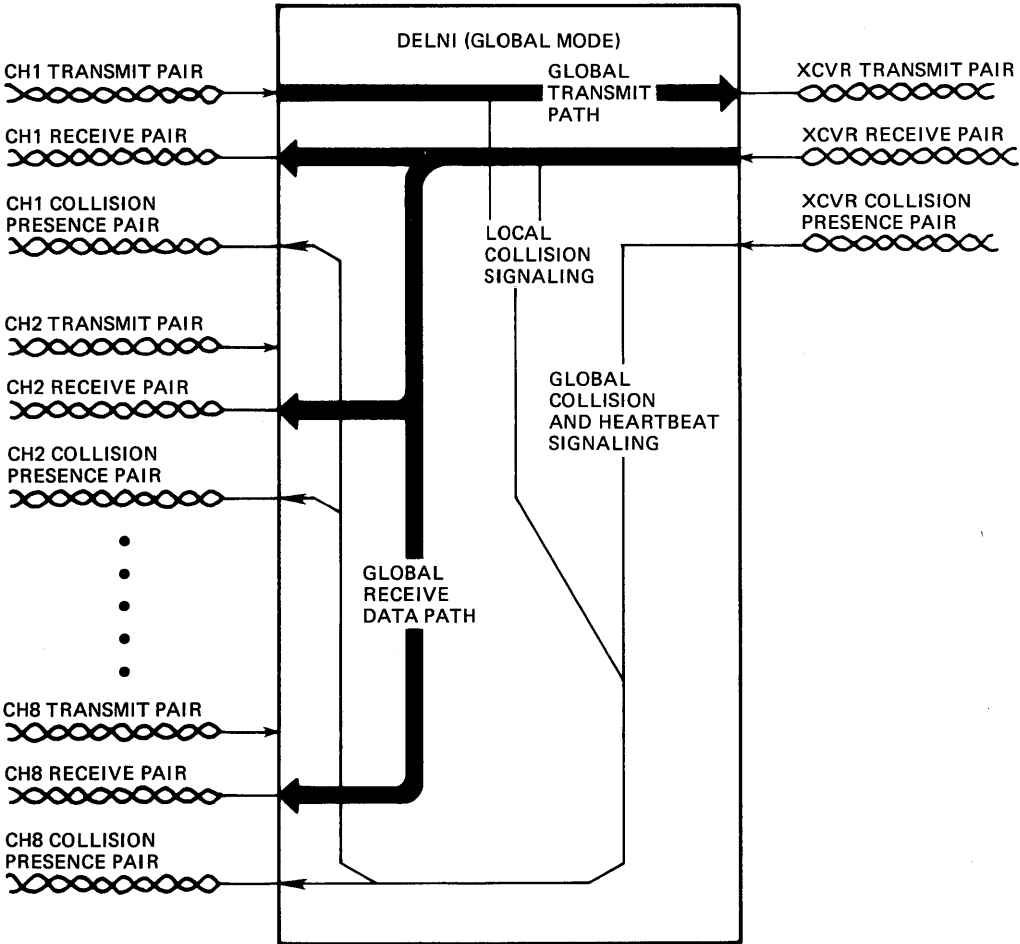 DELNI (GLOBAL MODE)
CH1 TRANSMIT PAIR
GLOBAL
TRANSMIT
PATH
XCVR TRANSMIT PAIR
CH1 RECEIVE PAIR
XCVR RECEIVE PAIR
CH1 COLLISION
PRESENCE PAIR
XCVR COLLISION
PRESENCE PAIR
LOCAL
COLLISION
SIGNALING
CH2 TRANSMIT PAIR
CH2 RECEIVE PAIR
GLOBAL
COLLISION
AND HEARTBEAT
SIGNALING
CH2 COLLISION
PRESENCE PAIR
GLOBAL
RECEIVE
DATA PATH
CH8 TRANSMIT PAIR
CH8 RECEIVE PAIR
CH8 COLLISION
PRESENCE PAIR